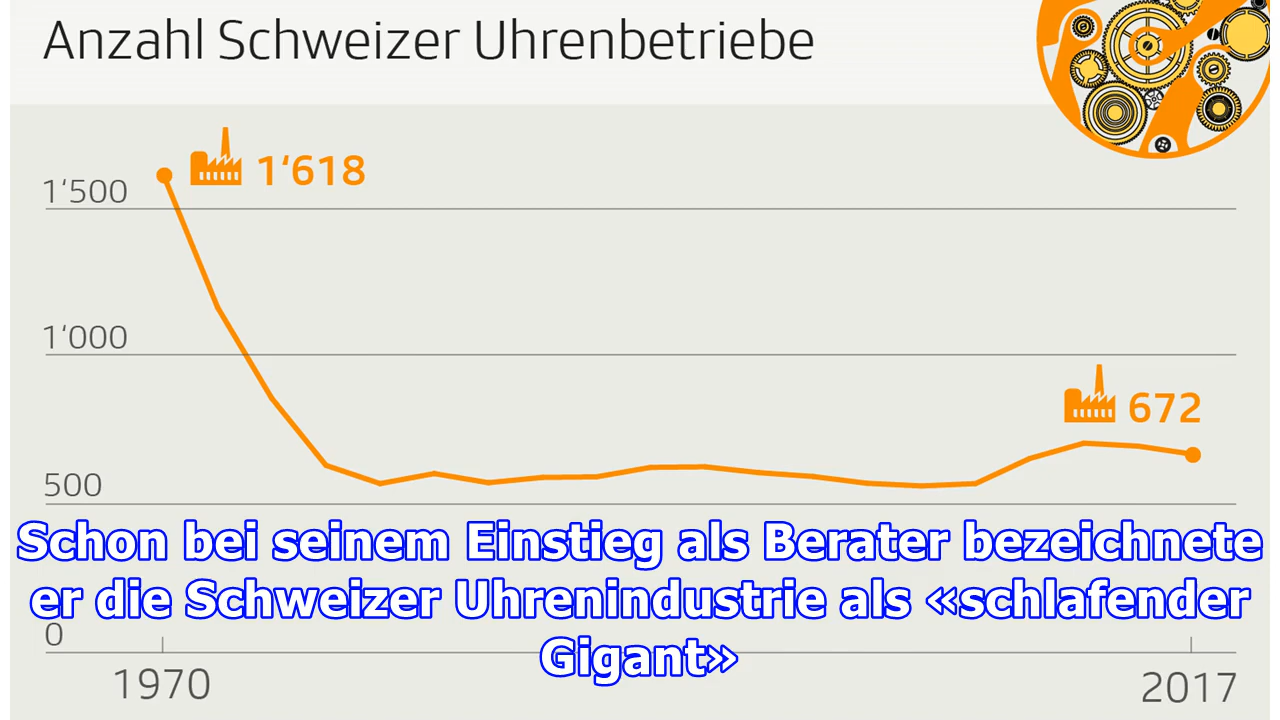 Anzahl Schweizer Uhrenbetriebe
1‘618
1‘500
1‘000
672
500
Schon bei seinem Einstieg als Berater bezeichnete
er die Schweizer Uhrenindustrie als «schlafender
Gigant»
0
1970
2017